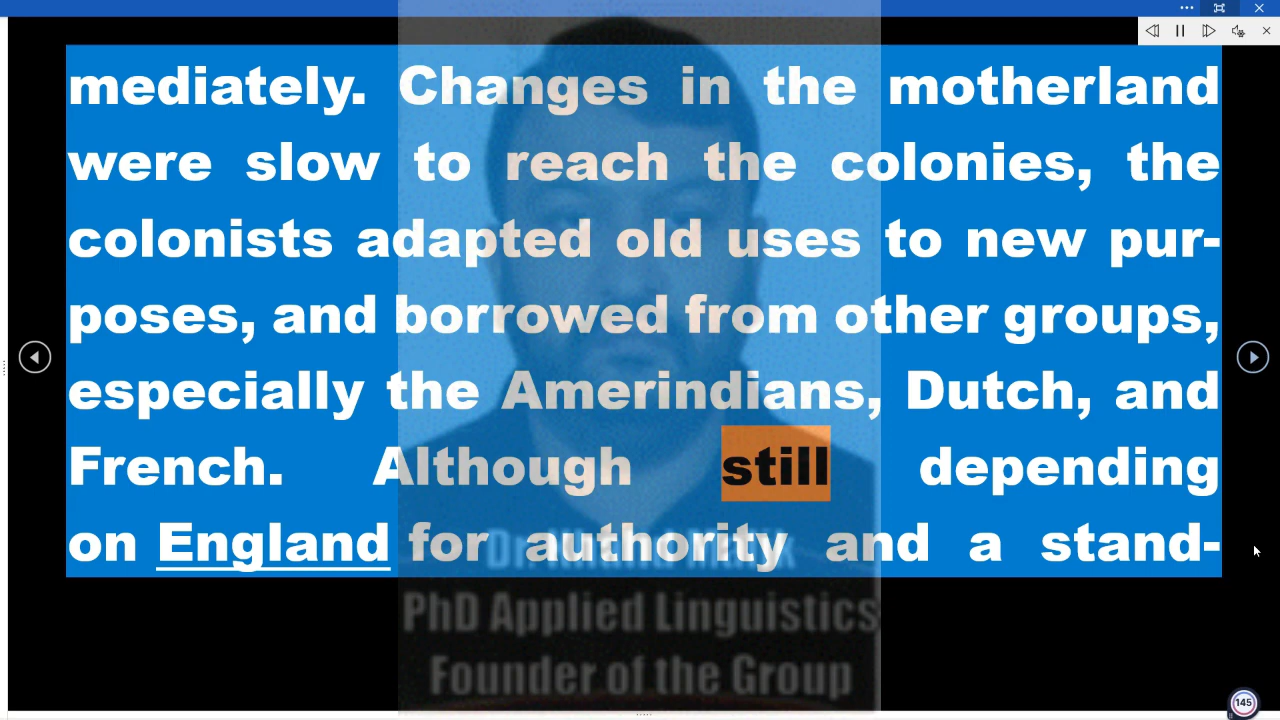 mediately. Changes in the motherland
were slow to reach the colonies, the
colonists adapted old uses to new pur-
poses, and borrowed from other groups,
especially the Amerindians, Dutch, and
French. Although still depending
on England for authority and a stand-
PhD Applied Linguistics
Founder of the Group
145